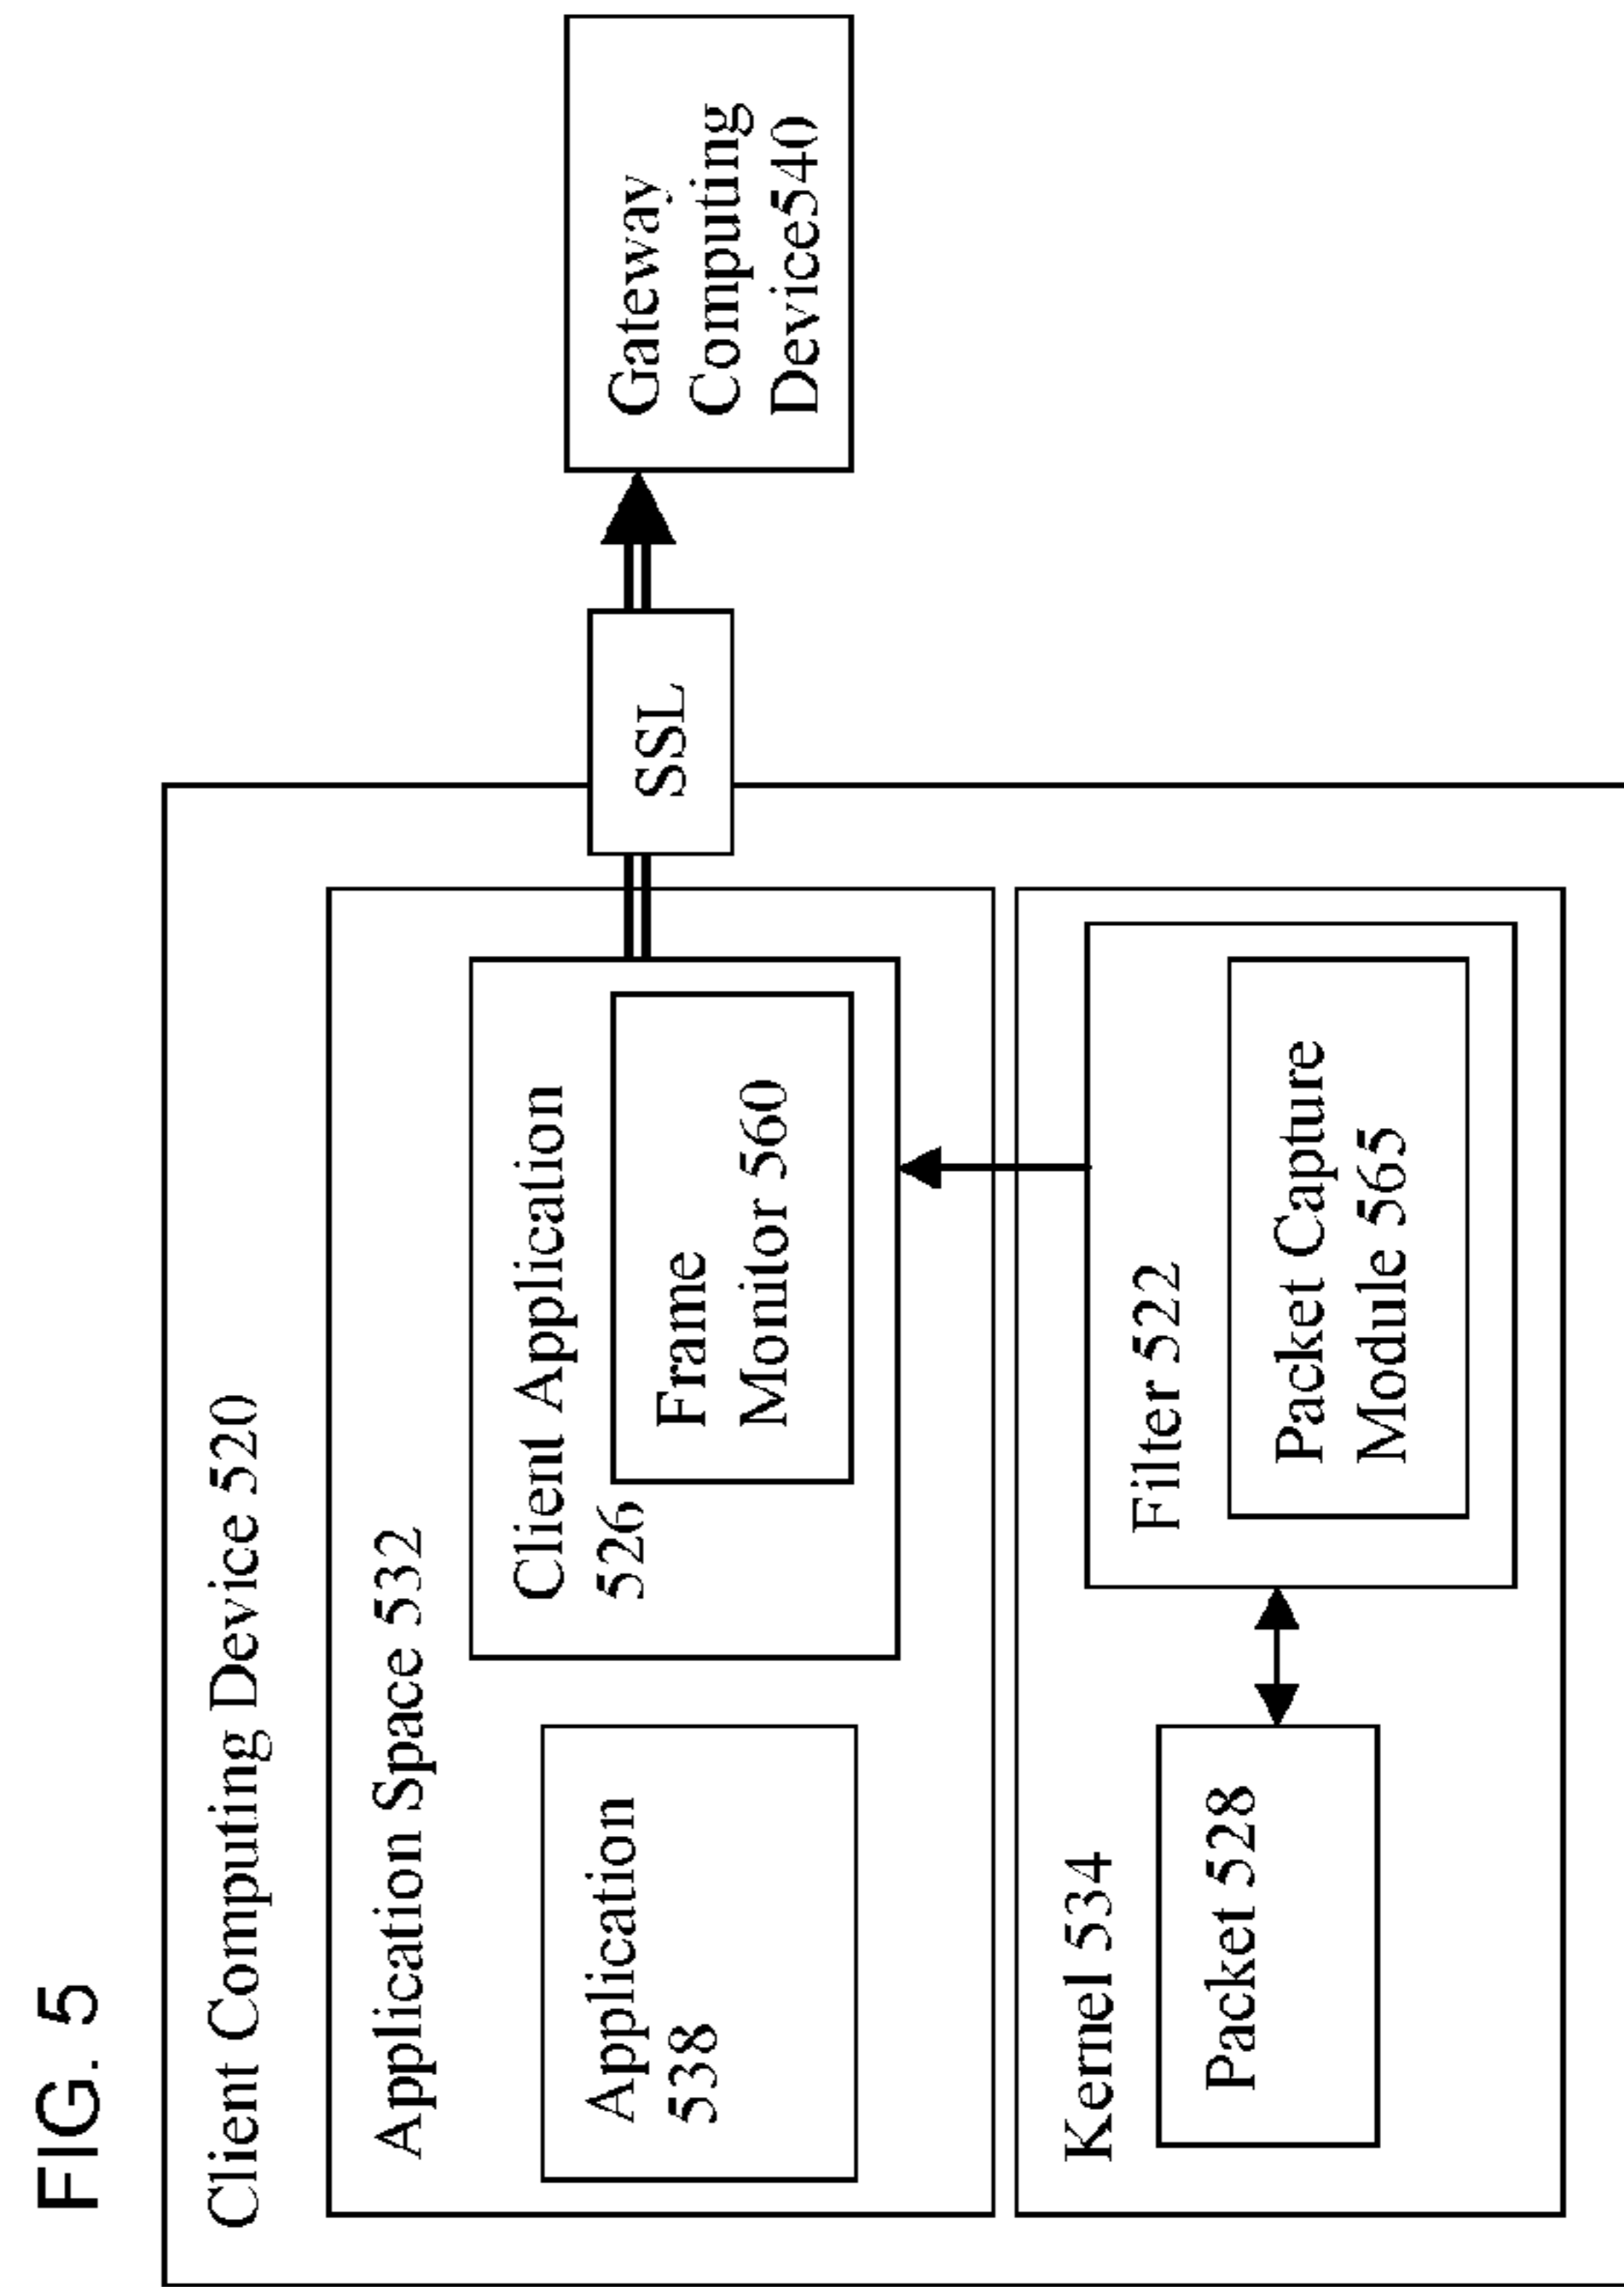 FIG. 5
Client Computing Device 520
Application Space 532
Application
538
Client Application
526
Frame
Monitor 560
SSL
Gateway
Computing
Device540
Kernel 534
Packet 528
Filter 522
Packet Capture
Module 565